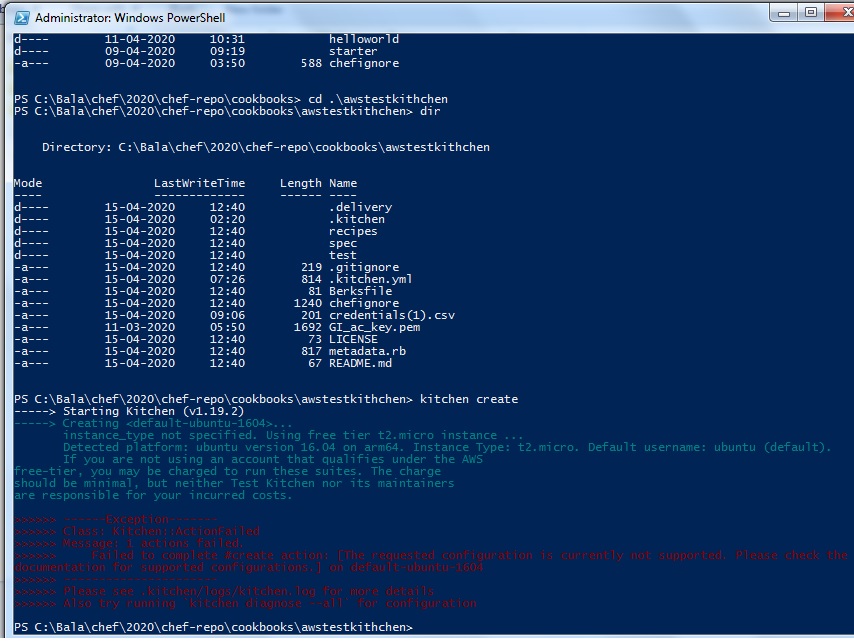 Administrator: Windows PowerShell
d---- 11-04-2020 10:31 helloworld
d---- 09-04-2020 09:19 starter
-a--- 09-04-2020 03:50 588 chefignore
PS C:\Bala\chef\2020\chef-repo\cookbooks> cd .\awstestkithchen
PS C:\Bala\chef\2020\chef-repo\cookbooks\awstestkithchen> dir
Directory: C:\Bala\chef\2020\chef-repo\cookbooks\awstestkithchen
Mode LastWriteTime Length Name
---- ------------- ------ ----
d---- 15-04-2020 12:40 .delivery
d---- 15-04-2020 02:20 .kitchen
d---- 15-04-2020 12:40 recipes
d---- 15-04-2020 12:40 spec
d---- 15-04-2020 12:40 test
-a--- 15-04-2020 12:40 219 .gitignore
-a--- 15-04-2020 07:26 814 .kitchen.yml
-a--- 15-04-2020 12:40 81 Berksfile
-a--- 15-04-2020 12:40 1240 chefignore
-a--- 15-04-2020 09:06 201 credentials(1).csv
-a--- 11-03-2020 05:50 1692 GI_ac_key.pem
-a--- 15-04-2020 12:40 73 LICENSE
-a--- 15-04-2020 12:40 817 metadata.rb
-a--- 15-04-2020 12:40 67 README.md
PS C:\Bala\chef\2020\chef-repo\cookbooks\awstestkithchen> kitchen create
-----> Starting Kitchen (v1.19.2)
-----> Creating <default-ubuntu-1604>...
instance_type not specified. Using free tier t2.micro instance ...
Detected platform: ubuntu version 16.04 on arm64. Instance Type: t2.micro. Default username: ubuntu (default).
If you are not using an account that qualifies under the AWS
free-tier, you may be charged to run these suites. The charge
should be minimal, but neither Test Kitchen nor its maintainers
are responsible for your incurred costs.
>>>>>> ------Exception-------
>>>>>> Class: Kitchen::ActionFailed
>>>>>> Message: 1 actions failed.
>>>>>> Failed to complete #create action: [The requested configuration is currently not supported. Please check the
documentation for supported configurations.] on default-ubuntu-1604
>>>>>> ----------------------
>>>>>> Please see .kitchen/logs/kitchen.log for more details
>>>>>> Also try running `kitchen diagnose --all` for configuration
PS C:\Bala\chef\2020\chef-repo\cookbooks\awstestkithchen>